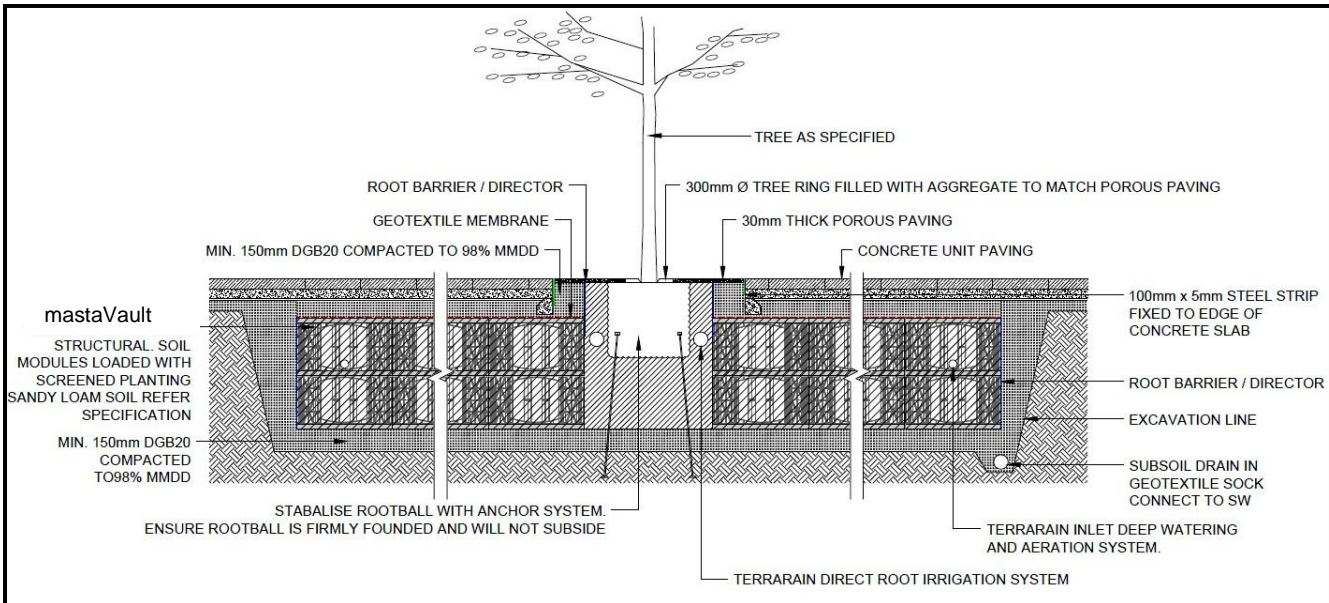 TREE AS SPECIFIED
ROOT BARRIER / DIRECTOR
300mm Ø TREE RING FILLED WITH AGGREGATE TO MATCH POROUS PAVING
GEOTEXTILE MEMBRANE
30mm THICK POROUS PAVING
MIN. 150mm DGB20 COMPACTED TO 98% MMDD
CONCRETE UNIT PAVING
mastaVault
STRUCTURAL. SOIL
MODULES LOADED WITH
SCREENED PLANTING
SANDY LOAM SOIL REFER
SPECIFICATION
MIN. 150mm DGB20
COMPACTED
TO98% MMDD
100mm x 5mm STEEL STRIP
FIXED TO EDGE OF
CONCRETE SLAB
ROOT BARRIER / DIRECTOR
EXCAVATION LINE
SUBSOIL DRAIN IN
GEOTEXTILE SOCK
CONNECT TO SW
STABALISE ROOTBALL WITH ANCHOR SYSTEM.
ENSURE ROOTBALL IS FIRMLY FOUNDED AND WILL NOT SUBSIDE
TERRARAIN INLET DEEP WATERING
AND AERATION SYSTEM.
TERRARAIN DIRECT ROOT IRRIGATION SYSTEM